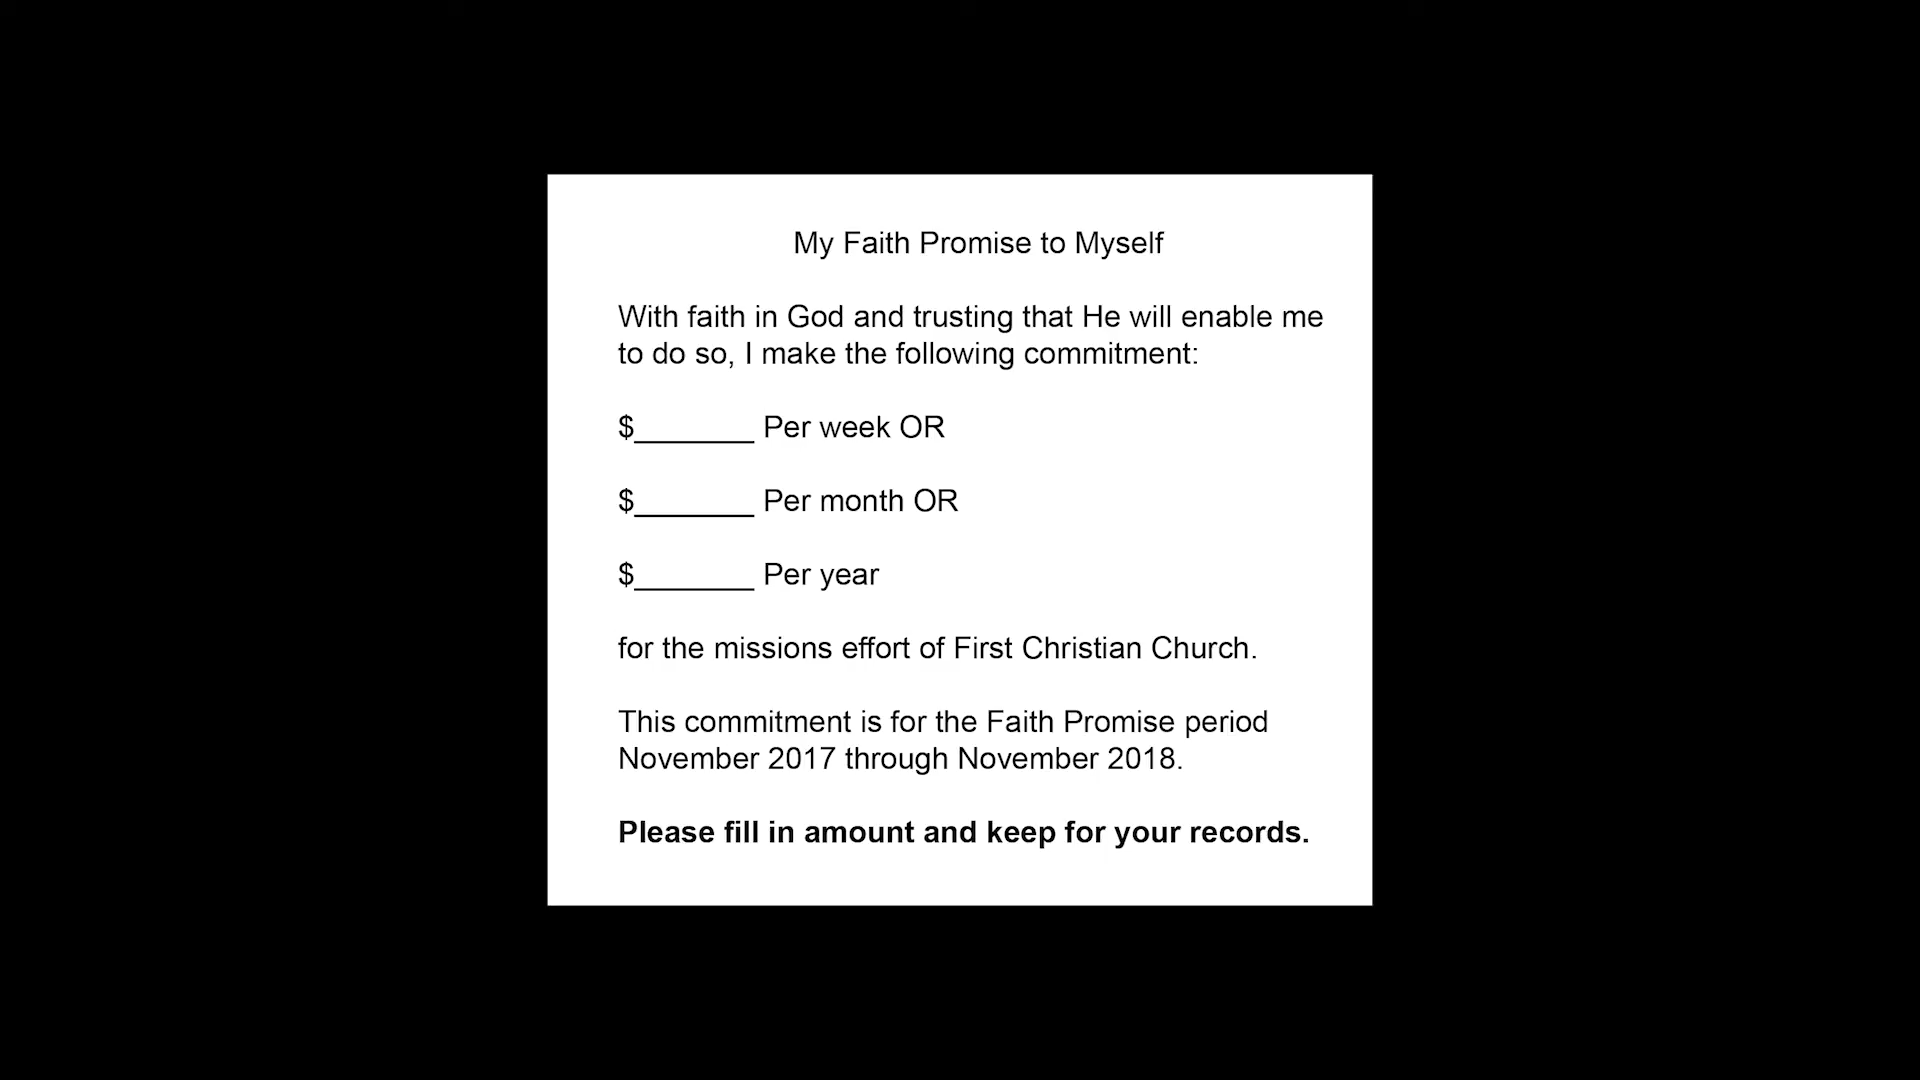 My Faith Promise to Myself
With faith in God and trusting that He will enable me
to do so, I make the following commitment:
$_______ Per week OR
$_______ Per month OR
$_______ Per year
for the missions effort of First Christian Church.
This commitment is for the Faith Promise period
November 2017 through November 2018.
Please fill in amount and keep for your records.